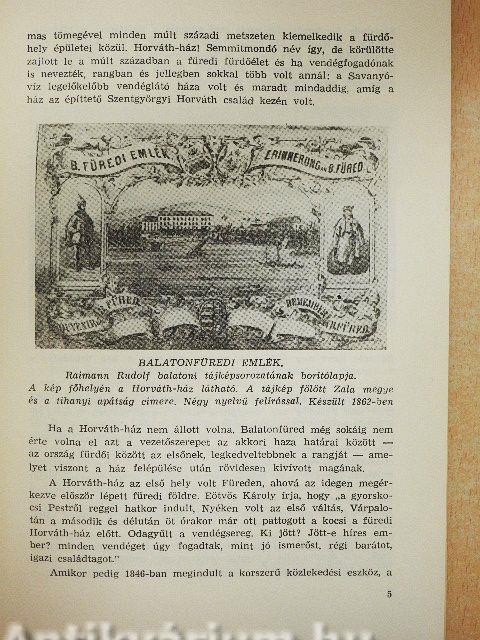 mas tömegével minden múlt századi metszeten kiemelkedik a fürdő-
hely épületei közül. Horváth-ház! Semmitmondó név így, de körülötte
zajlott le a múlt században a füredi fürdőélet és ha vendégfogadónak
is nevezték, rangban és jellegben sokkal több volt annál: a Savanyó-
víz legelőkelőbb vendéglátó háza volt és maradt mindaddig, amíg a
ház az építtető Szentgyörgyi Horváth család kezén volt.
B. FÜREDI EMLÉK
ERINNERUNG AN B. FÜRED
BALATONFÜREDI EMLÉK,
Raimann Rudolf balatoni tájképsorozatának borítólapja.
A kép főhelyén a Horváth-ház látható. A tájkép fölött Zala megye
és a tihanyi apátság címere. Négy nyelvű felírással. Készült 1862-ben
Ha a Horváth-ház nem állott volna, Balatonfüred még sokáig nem
érte volna el azt a vezetőszerepet az akkori haza határai között —
az ország fürdői között az elsőnek, legkedveltebbnek a rangját — ame-
lyet viszont a ház felépülése után rövidesen kivívott magának.
A Horváth-ház az első hely volt Füreden, ahová az idegen megér-
kezve először lépett füredi földre. Eötvös Károly írja, hogy „a gyorsko-
csi Pestről reggel hatkor indult, Nyéken volt az első váltás, Várpalo-
tán a második és délután öt órakor már ott pattogott a kocsi a füredi
Horváth-ház előtt. Odagyűlt a vendégsereg. Ki jött? Jött-e híres em-
ber? minden vendéget úgy fogadtak, mint jó ismerőst, régi barátot,
igazi családtagot."
Amikor pedig 1846-ban megindult a korszerű közlekedési eszköz, a
5
Antikvárium.hu